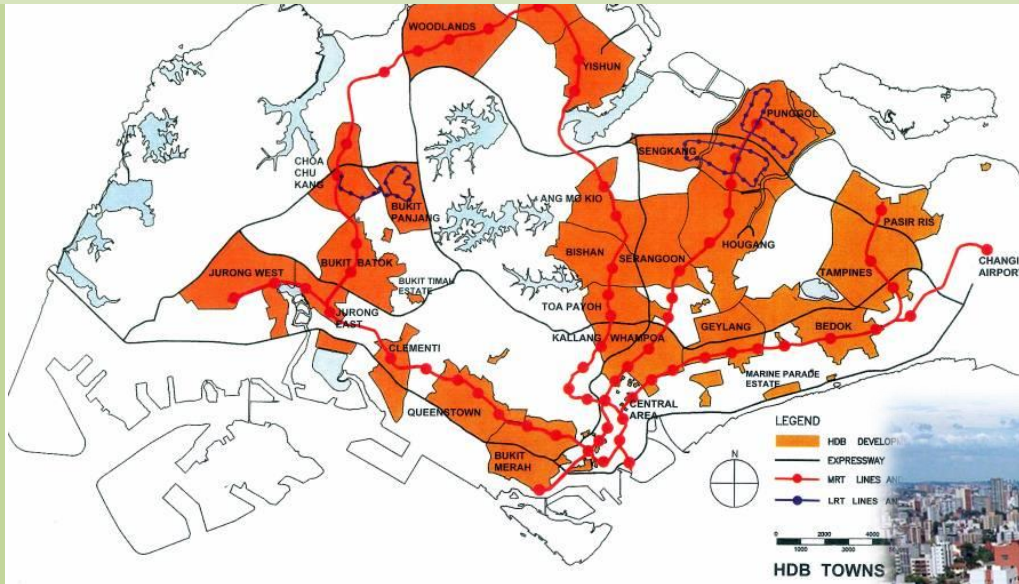 WOODLANDS
YISHUN
PUNGGOL
SENGKANG
CHOA
CHU
KANG
BUKIT
PANJANG
ANG MO KIO
PASIR RIS
BISHAN
SERANGOON
HOUGANG
CHANGI
AIRPORT
JURONG WEST
BUKIT BATOK
BUKIT TIMAH
ESTATE
TAMPINES
TOA PAYOH
JURONG
EAST
GEYLANG
BEDOK
KALLANG
WHAMPOA
CLEMENTI
MARINE PARADE
ESTATE
QUEENSTOWN
CENTRAL
AREA
LEGEND
HDB
EXPRESSWAY
BUKIT
MERAH
N
MRT LINES
LRT LINES
0 2000 4000
1000 3000
HDB TOWNS